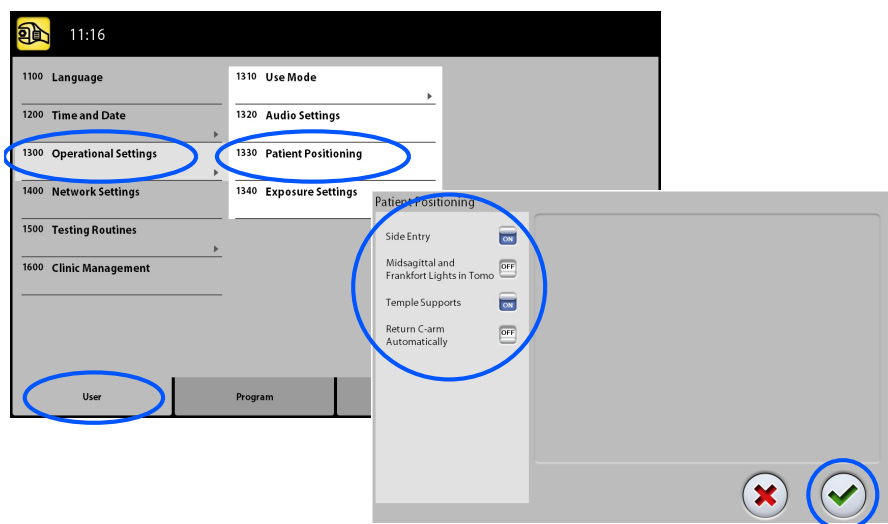 11:16
1100 Language
1200 Time and Date
1300 Operational Settings
1400 Network Settings
1500 Testing Routines
1600 Clinic Management
1310 Use Mode
1320 Audio Settings
1330 Patient Positioning
1340 Exposure Settings
User
Program
Patient Positioning
Side Entry
ON
Midsagittal and
Frankfort Lights in Tomo
OFF
Temple Supports
ON
Return C-arm
Automatically
OFF